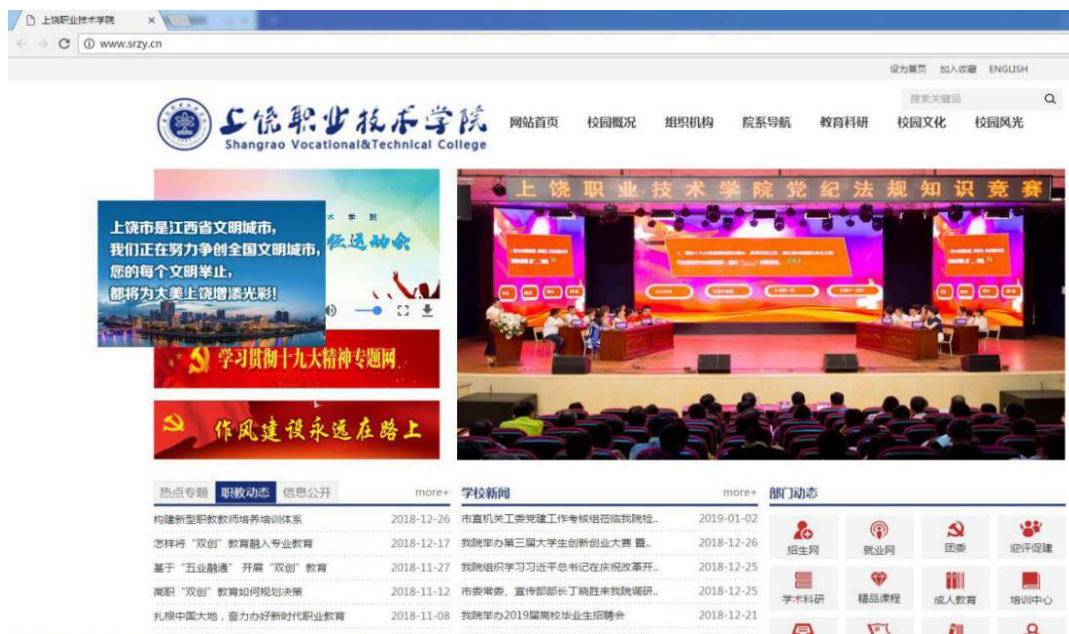 上饶职业技术学院
www.srzy.cn
设为首页 加入收藏 ENGLISH
搜索关键词
上饶职业技术学院
Shangrao Vocational&Technical College
网站首页 校园概况 组织机构 院系导航 教育科研 校园文化 校园风光
上饶市是江西省文明城市,
我们正在努力争创全国文明城市,
您的每个文明举止,
都将为大美上饶增添光彩!
术学院
运动会
学习贯彻十九大精神专题网
作风建设永远在路上
上饶职业技术学院党纪法规知识竞赛
热点专题 职教动态 信息公开 more+
构建新型职教教师培养培训体系 2018-12-26
怎样将“双创”教育融入专业教育 2018-12-17
基于“五业融通”开展“双创”教育 2018-11-27
高职“双创”教育如何规划决策 2018-11-12
扎根中国大地，奋力办好新时代职业教育 2018-11-08
学校新闻 more+
市直机关工委党建工作考核组莅临我院检.. 2019-01-02
我院举办第三届大学生创新创业大赛 暨.. 2018-12-26
我院组织学习习近平总书记在庆祝改革开.. 2018-12-25
市委常委、宣传部部长丁晓胜来我院调研.. 2018-12-25
我院举办2019届高校毕业生招聘会 2018-12-21
部门动态
招生网 就业网 团委 迎评促建
学术科研 精品课程 成人教育 培训中心